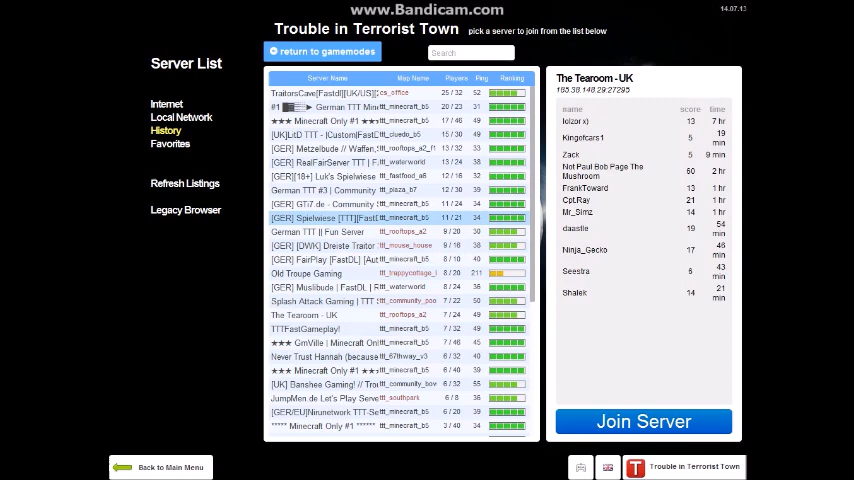 www.Bandicam.com
14.07.13
Trouble in Terrorist Town pick a server to join from the list below
return to gamemodes
Search
Server List
Internet
Local Network
History
Favorites
Refresh Listings
Legacy Browser
Server Name Map Name Players Ping Ranking
TraitorsCave[Fastdl][UK/US][ cs_office 25 / 32 52
#1 German TTT Min ttt_minecraft_b5 20 / 23 31
★★★ Minecraft Only #1 ★★ ttt_minecraft_b5 17 / 46 49
[UK]LitD TTT - |Custom|FastD ttt_cluedo_b5 15 / 30 49
[GER] Metzelbude // Waffen, ttt_rooftops_a2_f1 13 / 32 33
[GER] RealFairServer | TTT | F ttt_waterworld 13 / 24 38
[GER][18+] Luk's Spielwiese ttt_fastfood_a6 12 / 16 31
German TTT #3 | Community ttt_plaza_b7 12 / 30 39
[GER] GTi7.de - Community ttt_minecraft_b5 11 / 24 34
[GER] Spielwiese [TTT][FastD ttt_minecraft_b5 11 / 21 34
German TTT || Fun Server ttt_rooftops_a2 9 / 20 30
[GER] [DWK] Dreiste Traitor ttt_mouse_house 9 / 16 38
[GER] FairPlay [FastDL] [Aut ttt_minecraft_b5 8 / 10 40
Old Troupe Gaming ttt_trappycottage_ 8 / 20 211
[GER] Muslibude | FastDL | R ttt_waterworld 8 / 24 36
Splash Attack Gaming | TTT ttt_community_poo 7 / 22 50
The Tearoom - UK ttt_rooftops_a2 7 / 24 49
TTTFastGameplay! ttt_minecraft_b5 7 / 32 49
★★★ GmVille | Minecraft Onl ttt_minecraft_b5 7 / 31 45
Never Trust Hannah (because ttt_67thway_v3 6 / 32 40
★★★ Minecraft Only #1 ★★ ttt_minecraft_b5 6 / 40 39
[UK] Banshee Gaming! // Trou ttt_community_bow 6 / 32 55
JumpMen.de Let's Play Serve ttt_southpark 6 / 8 36
[GER/EU]Nirunetwork TTT-Se ttt_minecraft_b5 6 / 20 39
***** Minecraft Only #1 ****** ttt_minecraft_b5 3 / 40 34
The Tearoom - UK
185.38.148.29:27295
name score time
lolzor x) 13 7 hr
Kingofcars1 5 19 min
Zack 5 9 min
Not Paul Bob Page The Mushroom 60 2 hr
FrankToward 13 1 hr
Cpt.Ray 21 1 hr
Mr_Simz 14 1 hr
daastle 19 54 min
Ninja_Gecko 17 46 min
Seestra 6 43 min
Shalek 14 21 min
Join Server
Back to Main Menu
T Trouble in Terrorist Town